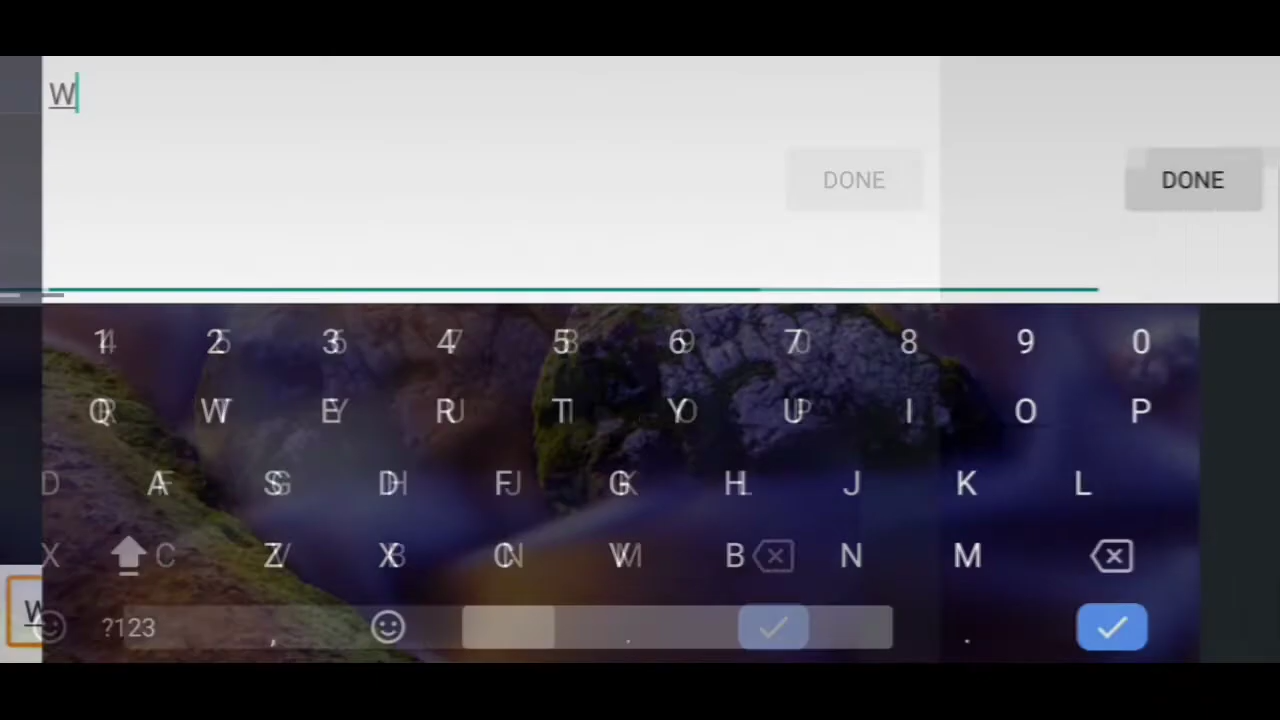 W
DONE DONE
1 2 3 4 5 6 7 8 9 0
Q W E R T Y U I O P
D A S D F G H J K L
X C Z X C V B N M
W ?123 , . .